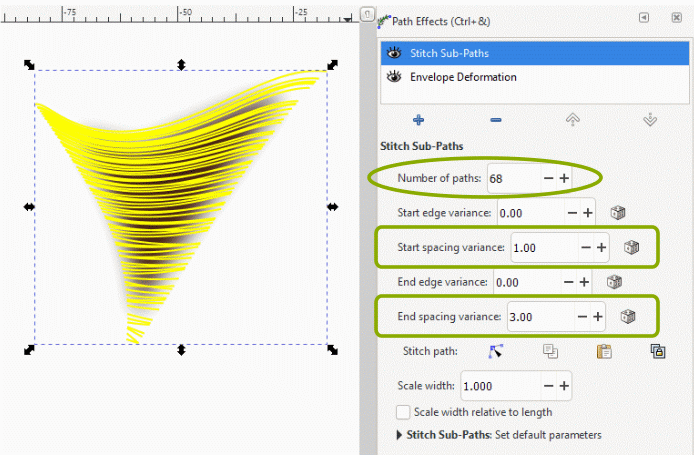 -75 -50 -25
Path Effects (Ctrl+&)
Stitch Sub-Paths
Envelope Deformation
Stitch Sub-Paths
Number of paths: 68
Start edge variance: 0.00
Start spacing variance: 1.00
End edge variance: 0.00
End spacing variance: 3.00
Stitch path:
Scale width: 1.000
Scale width relative to length
Stitch Sub-Paths: Set default parameters